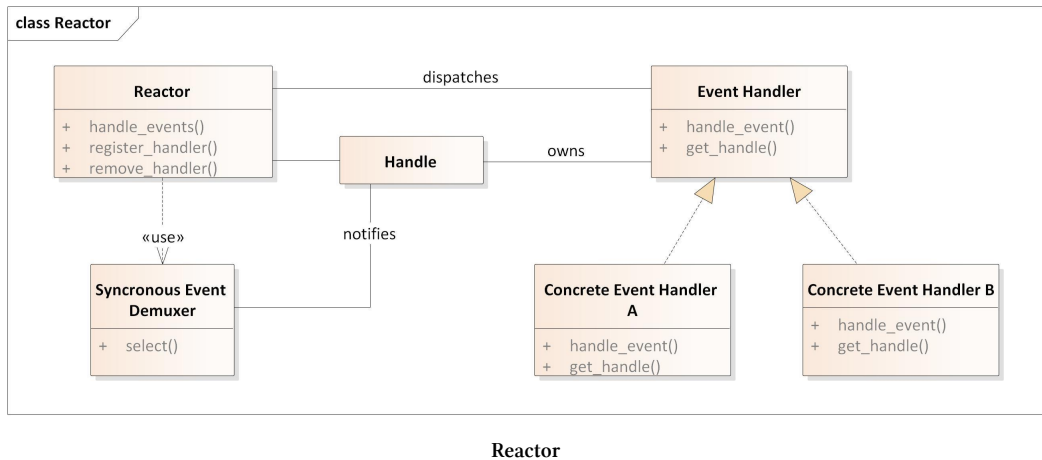 class Reactor
Reactor
+ handle_events()
+ register_handler()
+ remove_handler()
dispatches
Event Handler
+ handle_event()
+ get_handle()
Handle
owns
«use»
notifies
Syncronous Event
Demuxer
+ select()
Concrete Event Handler
A
+ handle_event()
+ get_handle()
Concrete Event Handler B
+ handle_event()
+ get_handle()
Reactor